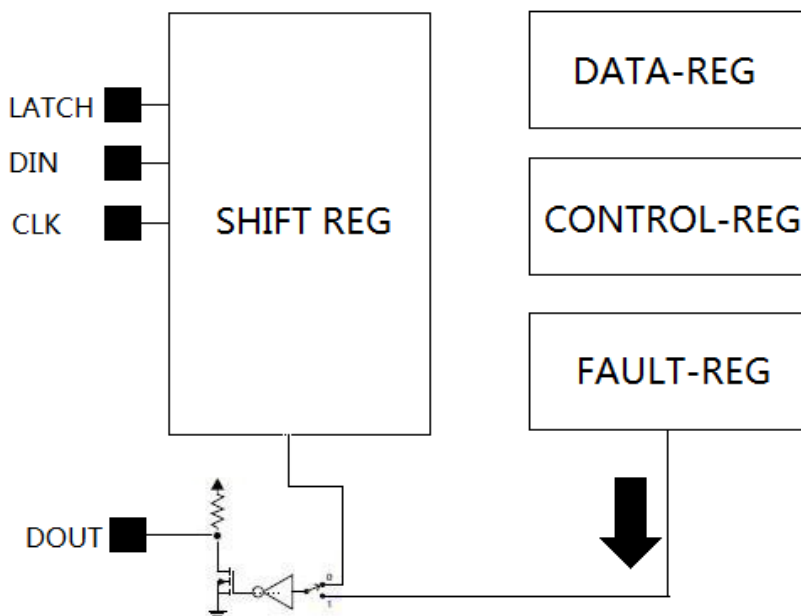 DATA-REG
LATCH
DIN
CLK
SHIFT REG
CONTROL-REG
FAULT-REG
DOUT
0
1